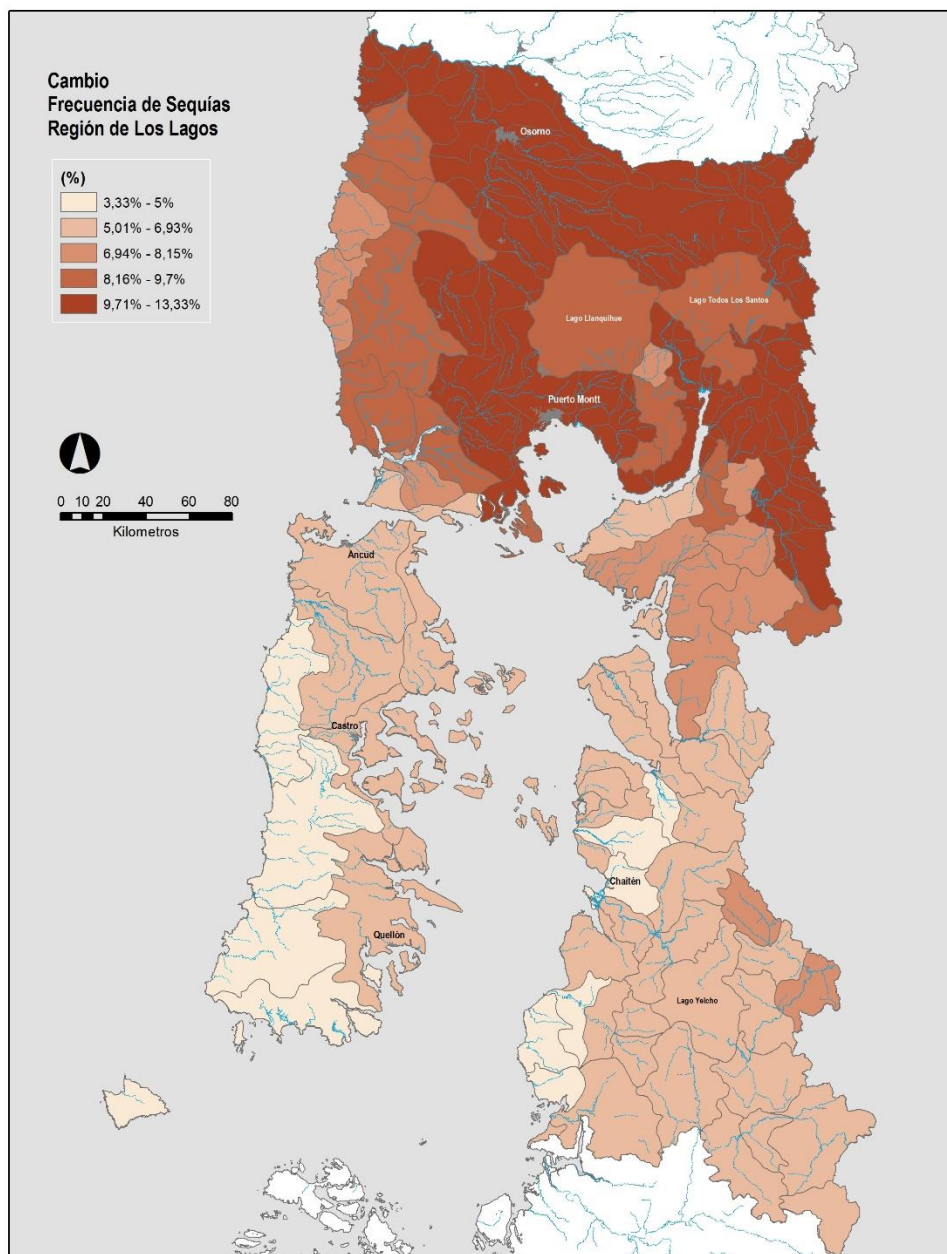 Cambio
Frecuencia de Sequías
Región de Los Lagos
(%)
3,33% - 5%
5,01% - 6,93%
6,94% - 8,15%
8,16% - 9,7%
9,71% - 13,33%
Osorno
Lago Todos Los Santos
Lago Llanquihue
Puerto Montt
0 10 20 40 60 80
Kilometros
Ancud
Castro
Chaitén
Quellón
Lago Yelcho